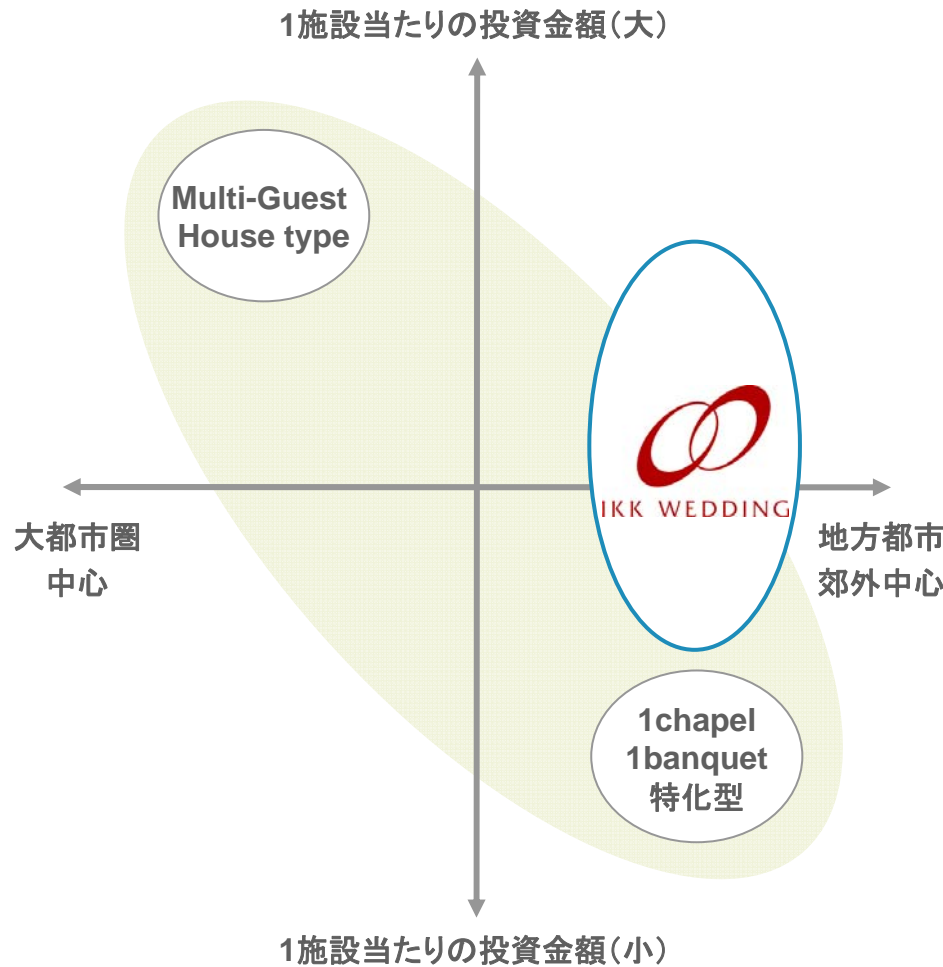 1施設当たりの投資金額（大）
Multi-Guest
House type
IKK WEDDING
大都市圏
中心
地方都市
郊外中心
1chapel
1banquet
特化型
1施設当たりの投資金額（小）